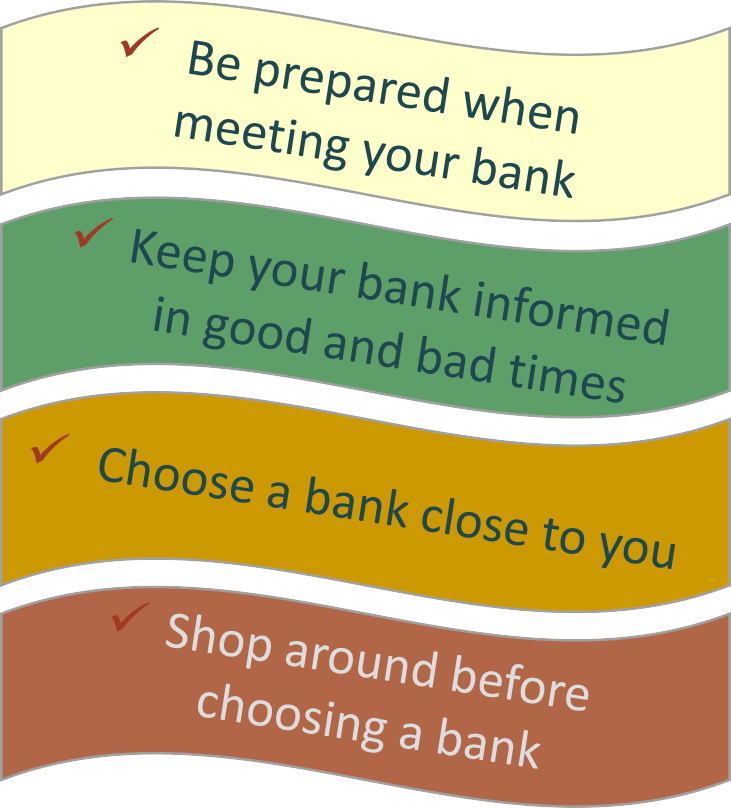 ✓ Be prepared when
meeting your bank
✓ Keep your bank informed
in good and bad times
✓ Choose a bank close to you
✓ Shop around before
choosing a bank